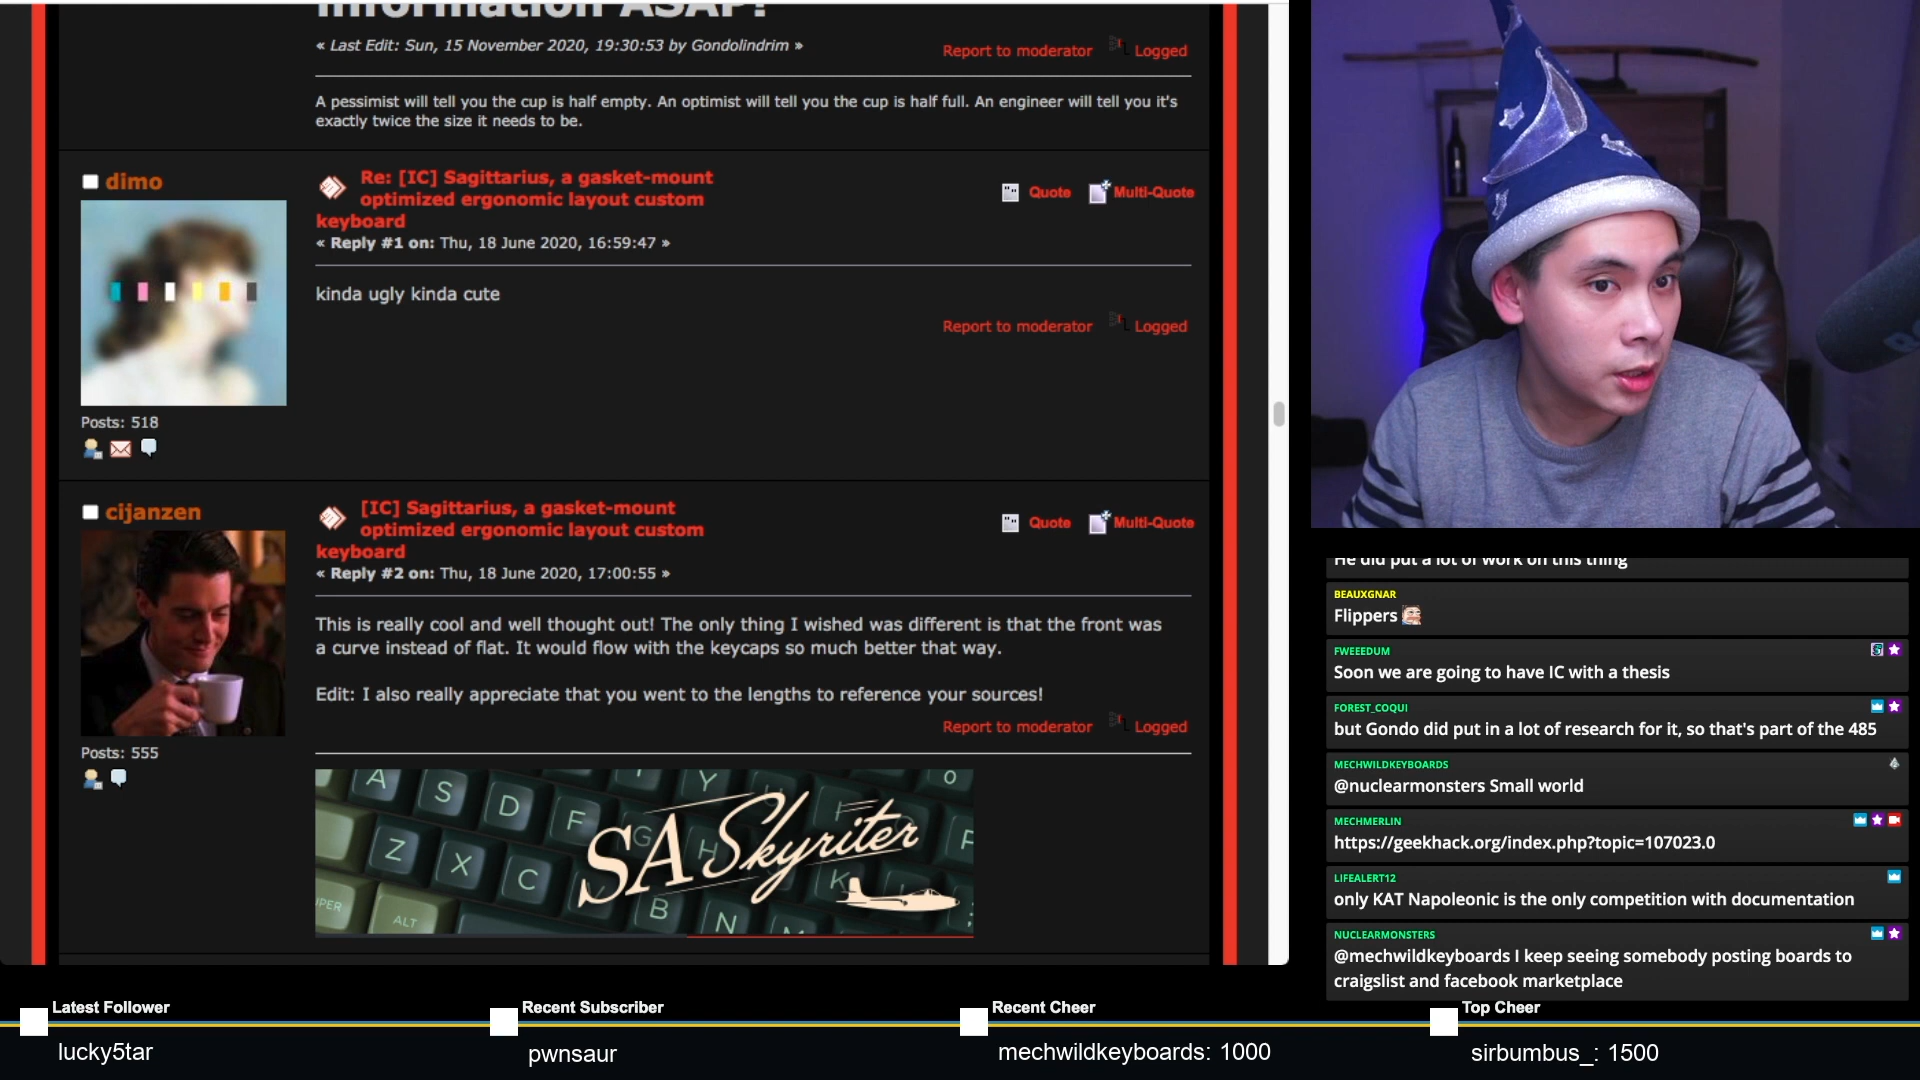 Information ASAP!
« Last Edit: Sun, 15 November 2020, 19:30:53 by Gondolindrim »
Report to moderator
Logged
A pessimist will tell you the cup is half empty. An optimist will tell you the cup is half full. An engineer will tell you it's
exactly twice the size it needs to be.
dimo
Posts: 518
Re: [IC] Sagittarius, a gasket-mount
optimized ergonomic layout custom
keyboard
« Reply #1 on: Thu, 18 June 2020, 16:59:47 »
Quote
Multi-Quote
kinda ugly kinda cute
Report to moderator
Logged
cijanzen
Posts: 555
[IC] Sagittarius, a gasket-mount
optimized ergonomic layout custom
keyboard
« Reply #2 on: Thu, 18 June 2020, 17:00:55 »
Quote
Multi-Quote
This is really cool and well thought out! The only thing I wished was different is that the front was
a curve instead of flat. It would flow with the keycaps so much better that way.
Edit: I also really appreciate that you went to the lengths to reference your sources!
Report to moderator
Logged
A S D F G H Y O
Z X C B N K
ALT
SA Skyriter
He did put a lot of work on this thing
BEAUXGNAR
Flippers
FWEEEDUM
Soon we are going to have IC with a thesis
FOREST_COQUI
but Gondo did put in a lot of research for it, so that's part of the 485
MECHWILDKEYBOARDS
@nuclearmonsters Small world
MECHMERLIN
https://geekhack.org/index.php?topic=107023.0
LIFEALERT12
only KAT Napoleonic is the only competition with documentation
NUCLEARMONSTERS
@mechwildkeyboards I keep seeing somebody posting boards to
craigslist and facebook marketplace
Latest Follower
lucky5tar
Recent Subscriber
pwnsaur
Recent Cheer
mechwildkeyboards: 1000
Top Cheer
sirbumbus_: 1500